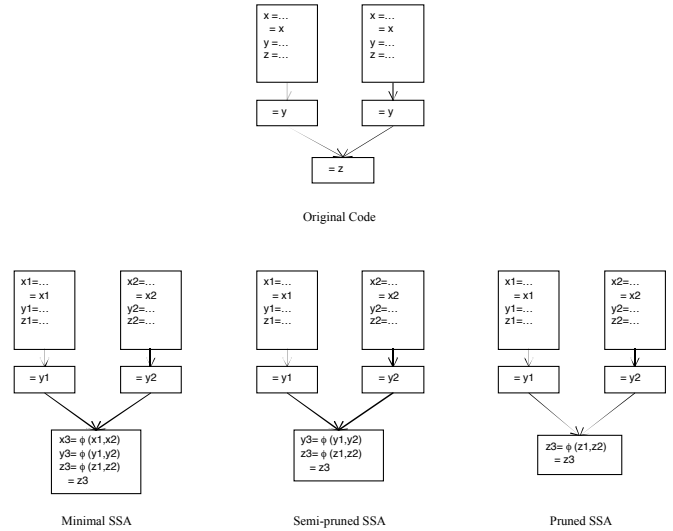 x =...
= x
y =...
z =...
x =...
= x
y =...
z =...
= y
= y
= z
Original Code
x1=...
= x1
y1=...
z1=...
x2=...
= x2
y2=...
z2=...
x1=...
= x1
y1=...
z1=...
x2=...
= x2
y2=...
z2=...
x1=...
= x1
y1=...
z1=...
x2=...
= x2
y2=...
z2=...
= y1
= y2
= y1
= y2
= y1
= y2
x3= ϕ (x1,x2)
y3= ϕ (y1,y2)
z3= ϕ (z1,z2)
= z3
y3= ϕ (y1,y2)
z3= ϕ (z1,z2)
= z3
z3= ϕ (z1,z2)
= z3
Minimal SSA
Semi-pruned SSA
Pruned SSA